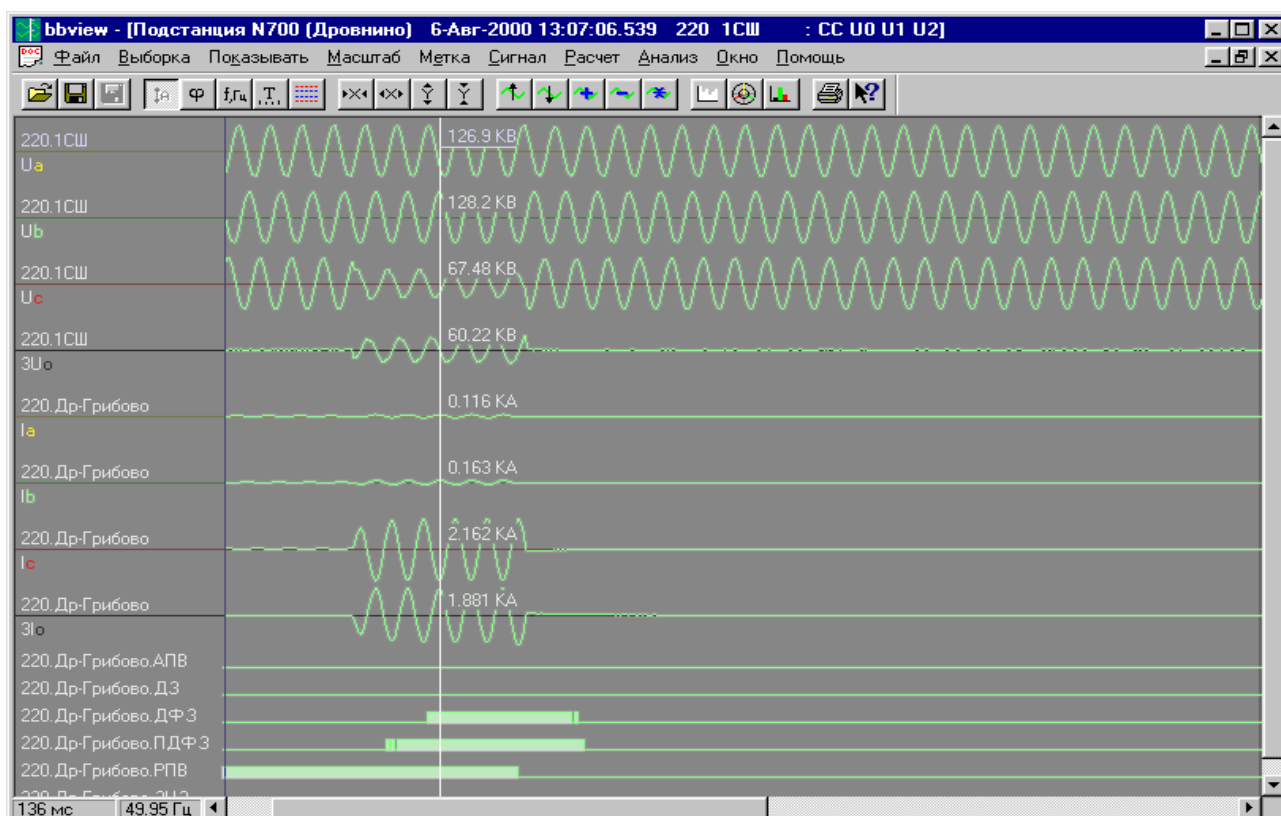 bbview - [Подстанция N700 (Дровнино) 6-Авг-2000 13:07:06.539 220 1СШ : СС U0 U1 U2]
Файл Выборка Показывать Масштаб Метка Сигнал Расчет Анализ Окно Помощь
φ f,гц T
220.1СШ 126.9 КВ
Ua
220.1СШ 128.2 КВ
Ub
220.1СШ 67.48 КВ
Uc
220.1СШ 60.22 КВ
3Uo
220.Др-Грибово 0.116 КА
Ia
220.Др-Грибово 0.163 КА
Ib
220.Др-Грибово 2.162 КА
Ic
220.Др-Грибово 1.881 КА
3Io
220.Др-Грибово.АПВ
220.Др-Грибово.ДЗ
220.Др-Грибово.ДФЗ
220.Др-Грибово.ПДФЗ
220.Др-Грибово.РПВ
136 мс 49.95 Гц